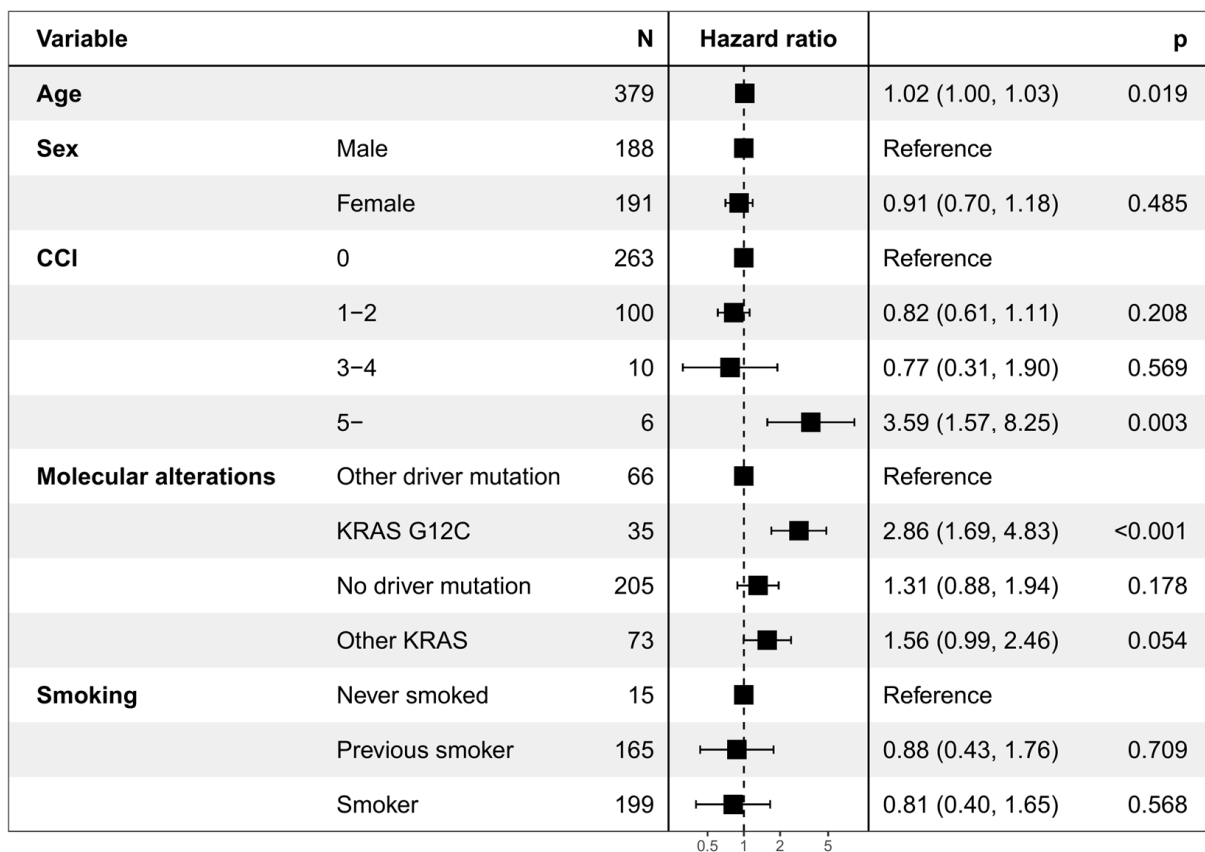 Variable N Hazard ratio p
Age 379 1.02 (1.00, 1.03) 0.019
Sex Male 188 Reference
Female 191 0.91 (0.70, 1.18) 0.485
CCI 0 263 Reference
1−2 100 0.82 (0.61, 1.11) 0.208
3−4 10 0.77 (0.31, 1.90) 0.569
5− 6 3.59 (1.57, 8.25) 0.003
Molecular alterations Other driver mutation 66 Reference
KRAS G12C 35 2.86 (1.69, 4.83) <0.001
No driver mutation 205 1.31 (0.88, 1.94) 0.178
Other KRAS 73 1.56 (0.99, 2.46) 0.054
Smoking Never smoked 15 Reference
Previous smoker 165 0.88 (0.43, 1.76) 0.709
Smoker 199 0.81 (0.40, 1.65) 0.568
0.5 1 2 5